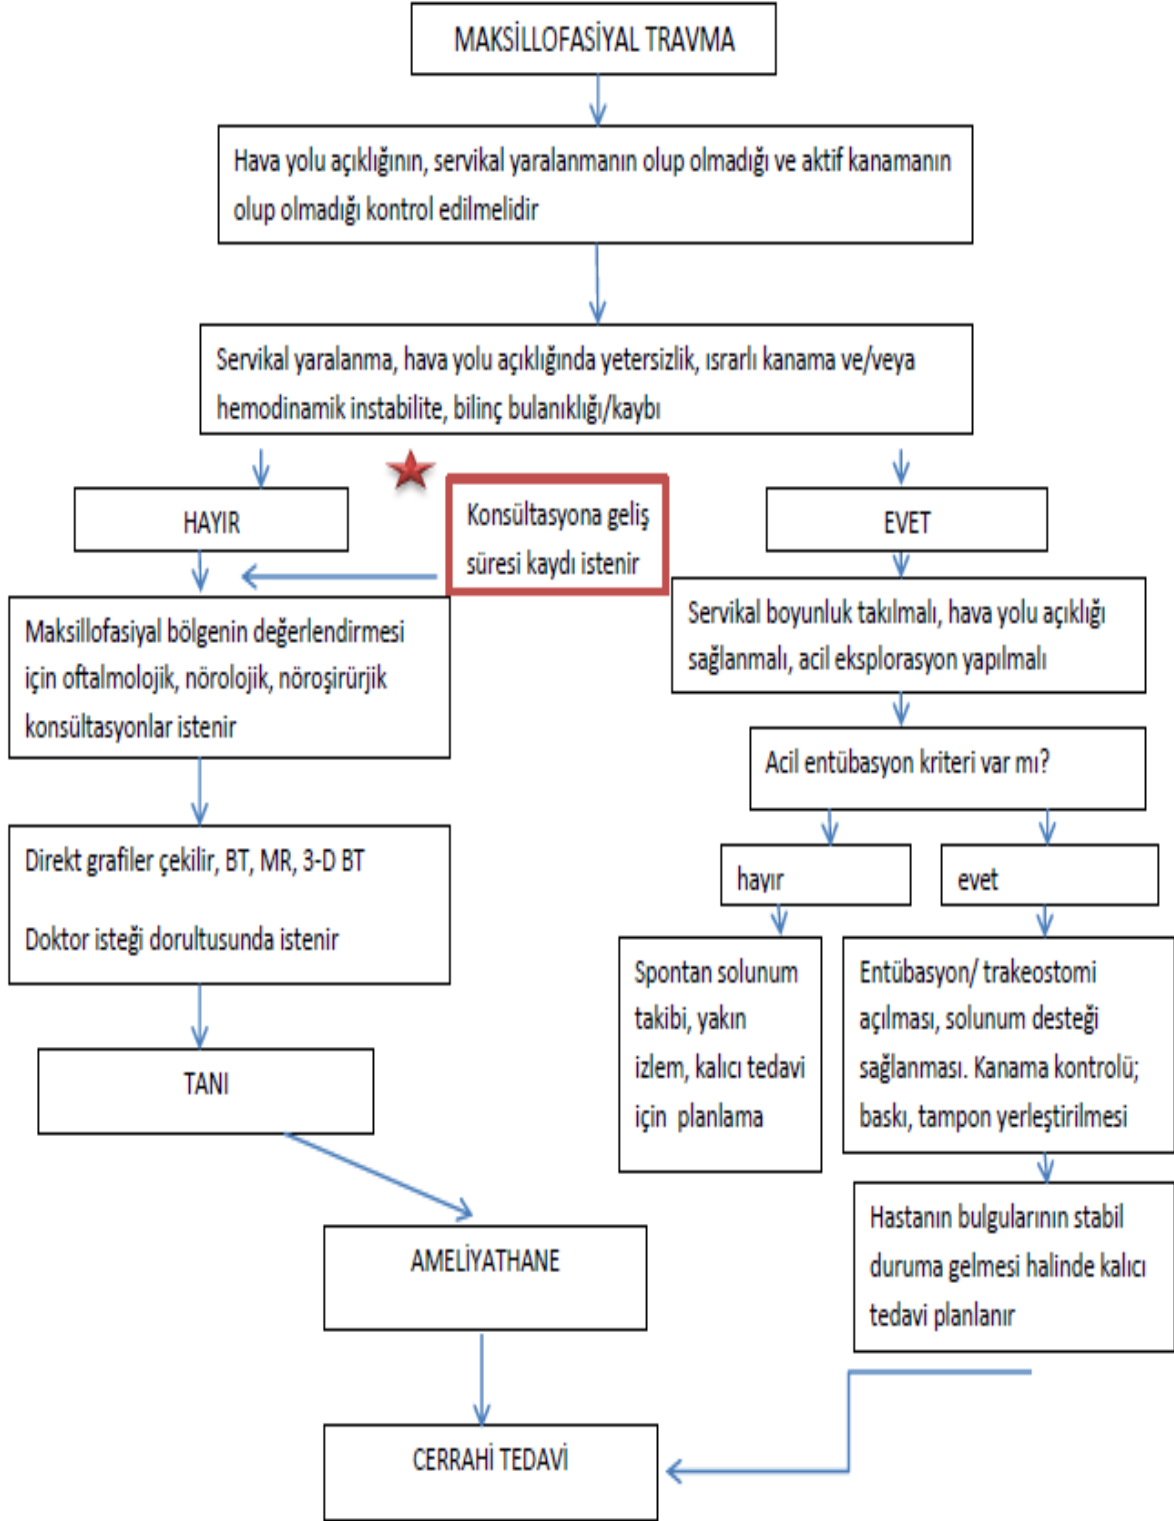 MAKSİLLOFASİYAL TRAVMA
Hava yolu açıklığının, servikal yaralanmanın olup olmadığı ve aktif kanamanın
olup olmadığı kontrol edilmelidir
Servikal yaralanma, hava yolu açıklığında yetersizlik, ısrarlı kanama ve/veya
hemodinamik instabilite, bilinç bulanıklığı/kaybı
HAYIR
Konsültasyona geliş
süresi kaydı istenir
EVET
Maksillofasiyal bölgenin değerlendirmesi
için oftalmolojik, nörolojik, nöroşirürjik
konsültasyonlar istenir
Servikal boyunluk takılmalı, hava yolu açıklığı
sağlanmalı, acil eksplorasyon yapılmalı
Acil entübasyon kriteri var mı?
Direkt grafiler çekilir, BT, MR, 3-D BT
Doktor isteği dorultusunda istenir
hayır
evet
Spontan solunum
takibi, yakın
izlem, kalıcı tedavi
için planlama
Entübasyon/ trakeostomi
açılması, solunum desteği
sağlanması. Kanama kontrolü;
baskı, tampon yerleştirilmesi
TANI
Hastanın bulgularının stabil
duruma gelmesi halinde kalıcı
tedavi planlanır
AMELİYATHANE
CERRAHİ TEDAVİ